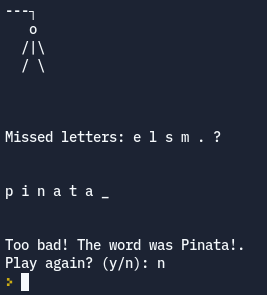 ---┐
   o
  /|\
  / \
Missed letters: e l s m . ?
p i n a t a _
Too bad! The word was Pinata!.
Play again? (y/n): n
>